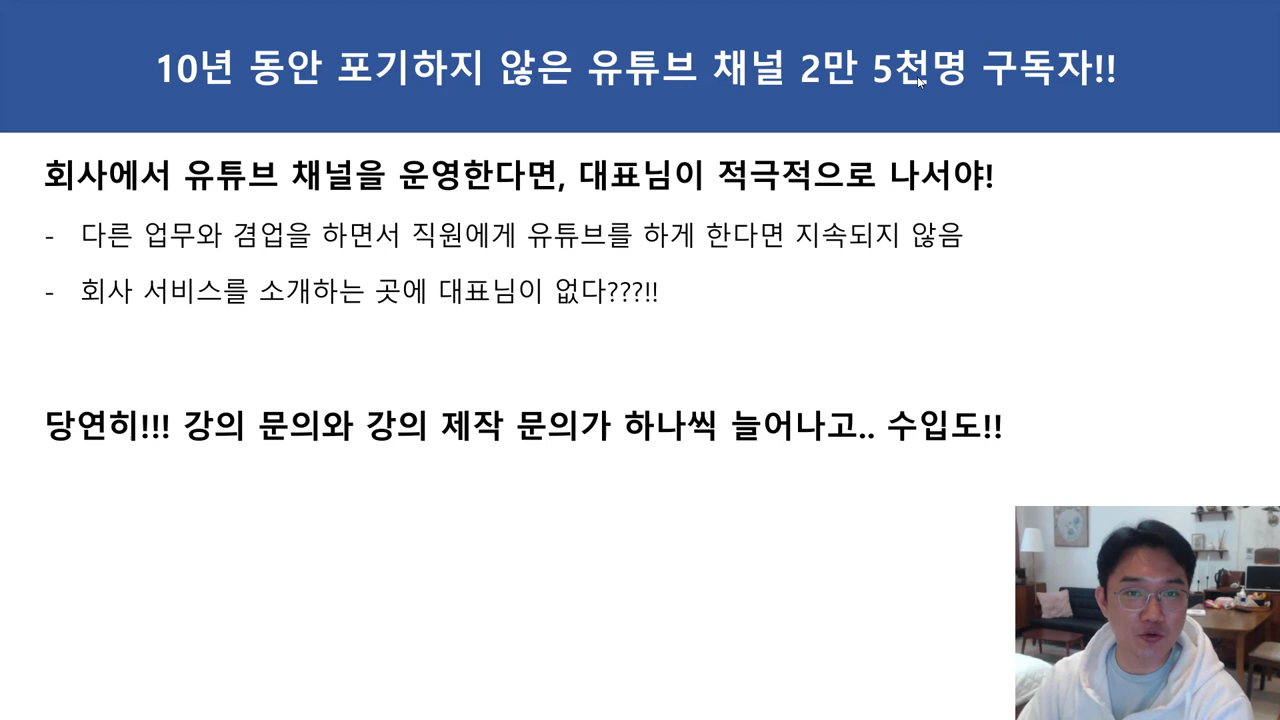 10년 동안 포기하지 않은 유튜브 채널 2만 5천명 구독자!!
회사에서 유튜브 채널을 운영한다면, 대표님이 적극적으로 나서야!
- 다른 업무와 겸업을 하면서 직원에게 유튜브를 하게 한다면 지속되지 않음
- 회사 서비스를 소개하는 곳에 대표님이 없다???!!
당연히!!! 강의 문의와 강의 제작 문의가 하나씩 늘어나고.. 수입도!!